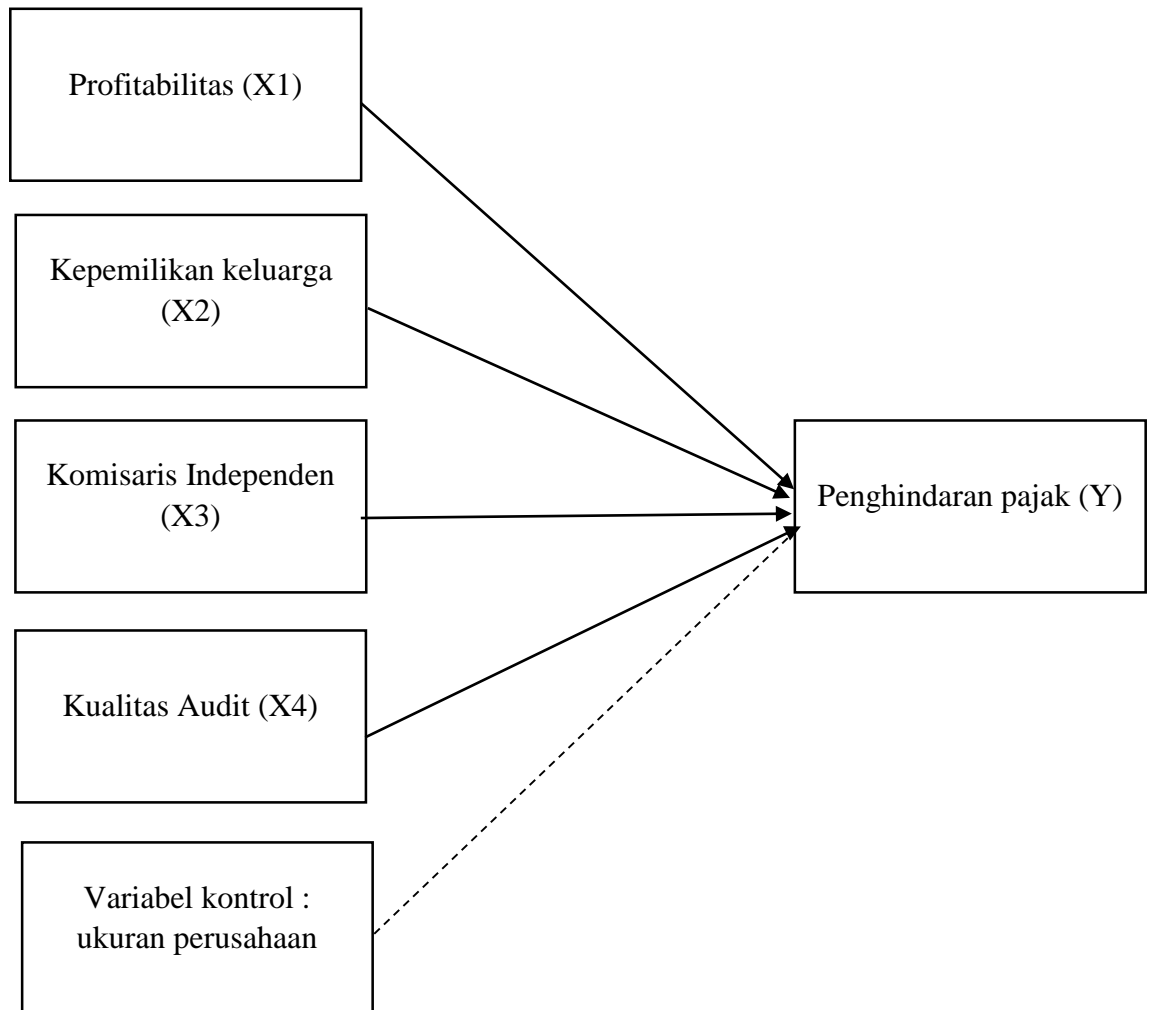 Profitabilitas (X1)
Kepemilikan keluarga
(X2)
Komisaris Independen
(X3)
Penghindaran pajak (Y)
Kualitas Audit (X4)
Variabel kontrol :
ukuran perusahaan